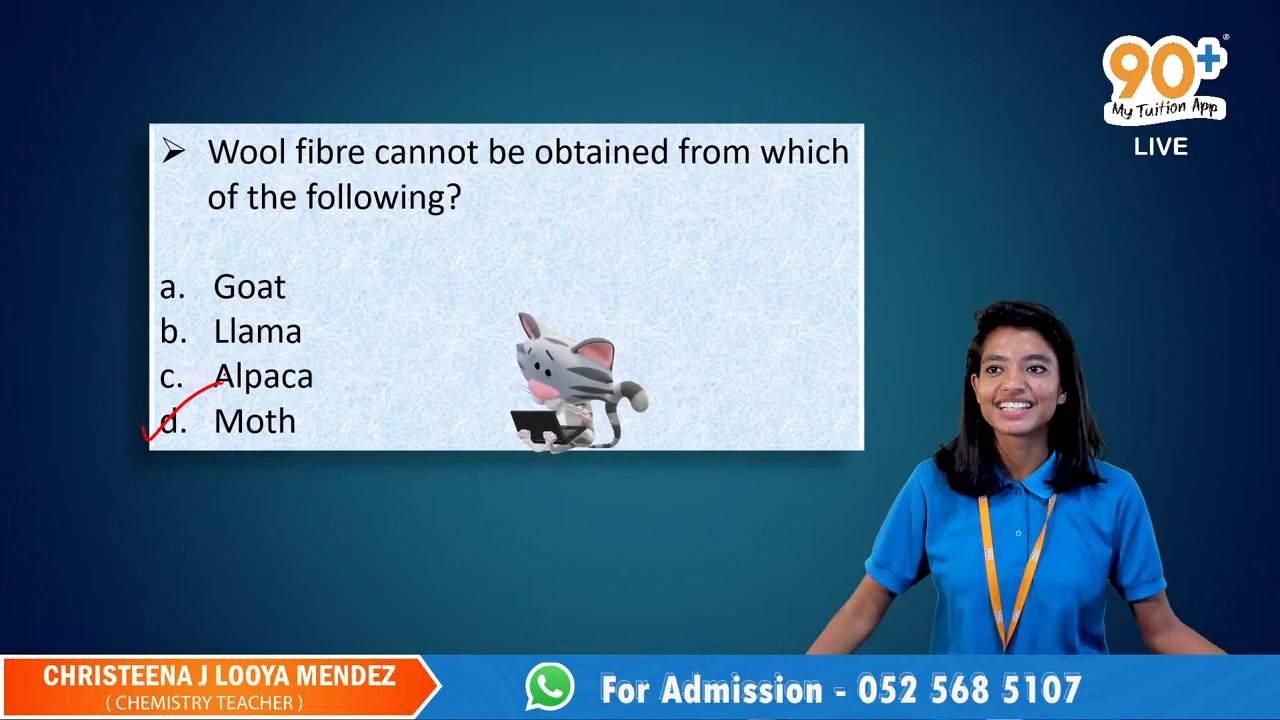 90+
My Tuition App
LIVE
➢ Wool fibre cannot be obtained from which
of the following?
a. Goat
b. Llama
c. Alpaca
d. Moth
CHRISTEENA J LOOYA MENDEZ
( CHEMISTRY TEACHER )
For Admission - 052 568 5107